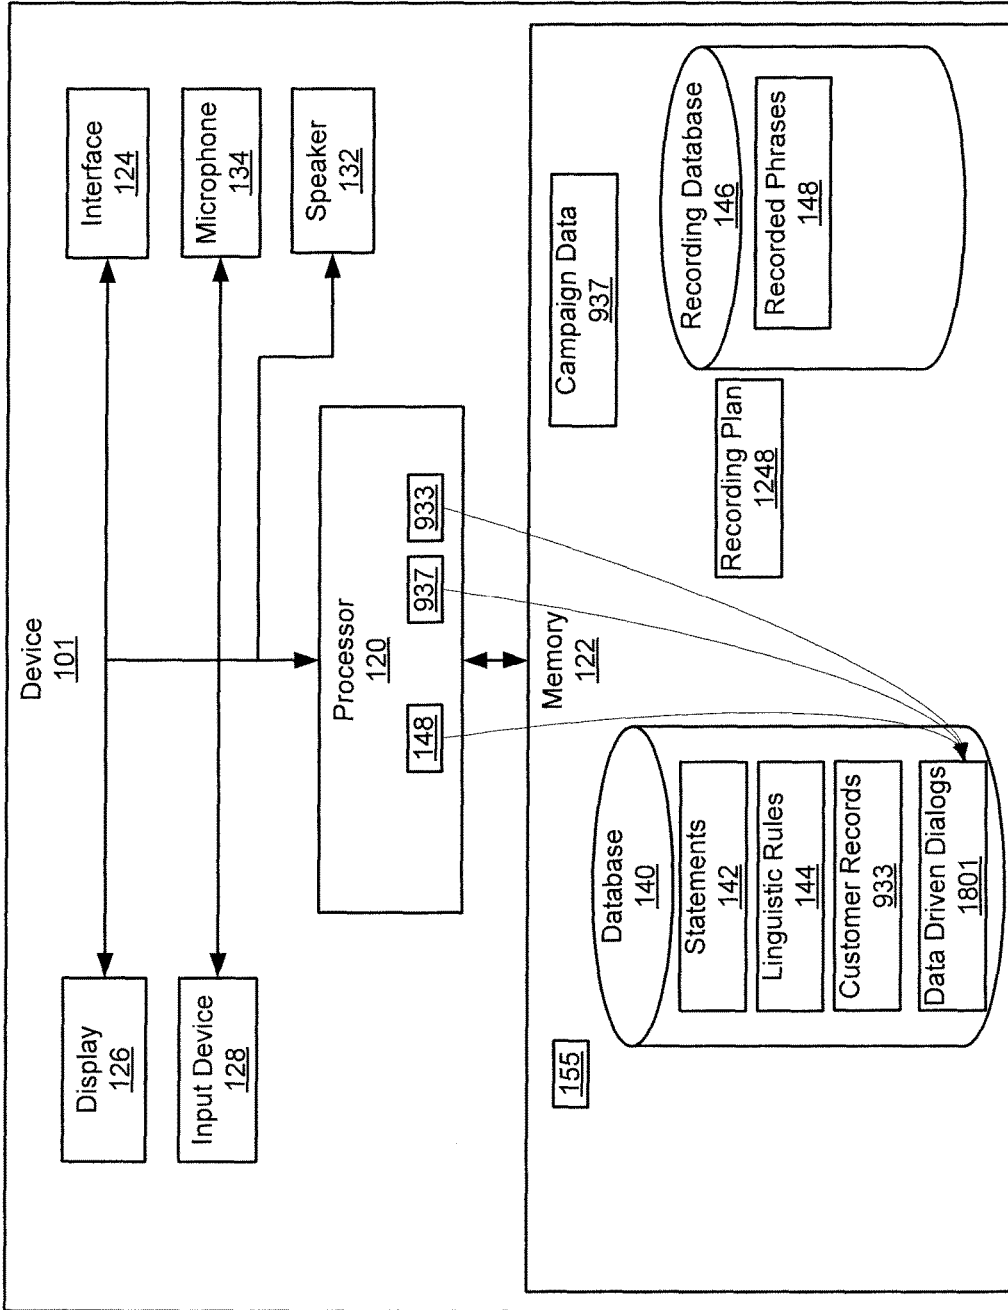 Device
101
Display
126
Input Device
128
Interface
124
Microphone
134
Speaker
132
Processor
120
148
937
933
Memory
122
155
Database
140
Statements
142
Linguistic Rules
144
Customer Records
933
Data Driven Dialogs
1801
Campaign Data
937
Recording Plan
1248
Recording Database
146
Recorded Phrases
148